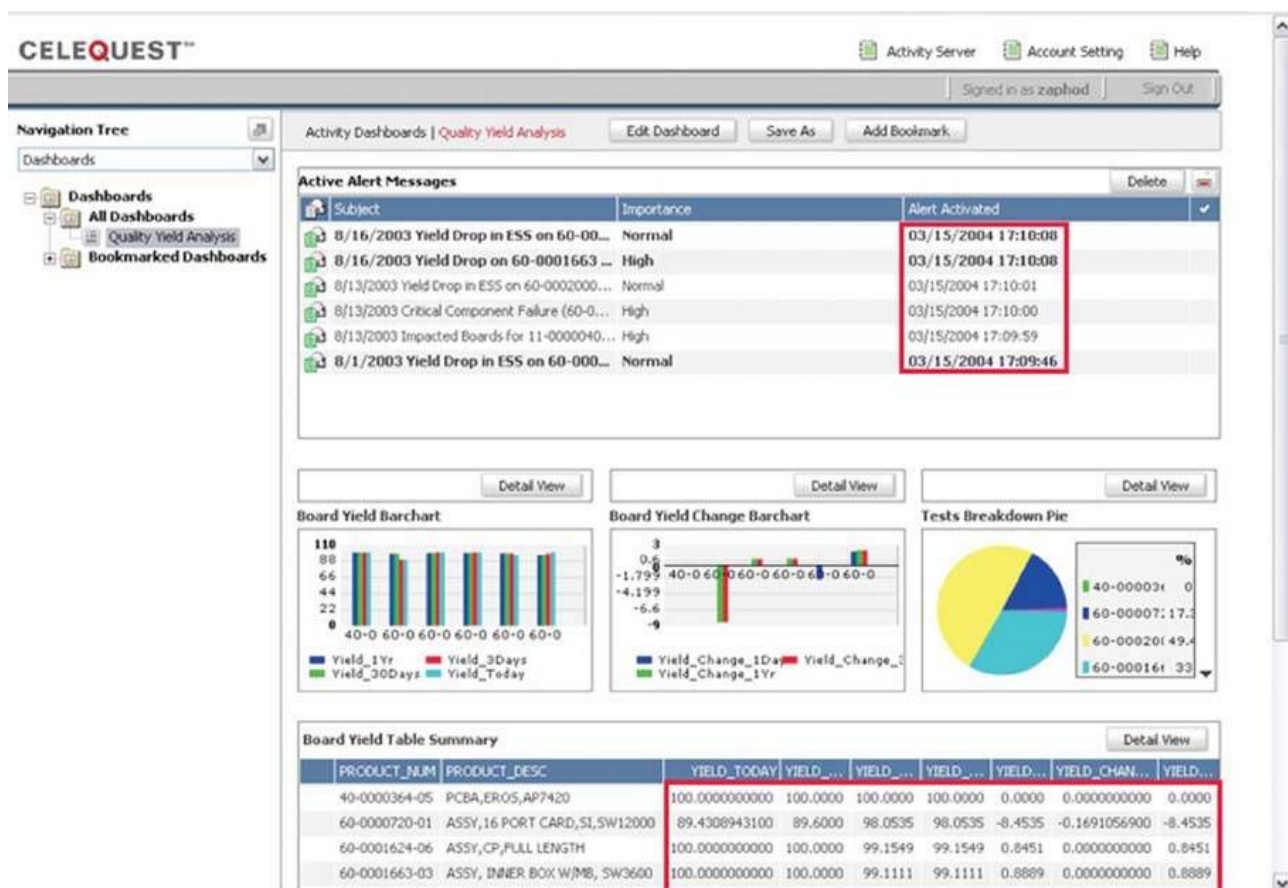 CELEQUEST™
Activity Server Account Setting Help
Signed in as zaphod Sign Out
Navigation Tree
Dashboards
Dashboards
All Dashboards
Quality Yield Analysis
Bookmarked Dashboards
Activity Dashboards | Quality Yield Analysis Edit Dashboard Save As Add Bookmark
Active Alert Messages Delete
Subject Importance Alert Activated
8/16/2003 Yield Drop in ESS on 60-00... Normal 03/15/2004 17:10:08
8/16/2003 Yield Drop on 60-0001663 ... High 03/15/2004 17:10:08
8/13/2003 Yield Drop in ESS on 60-0002000... Normal 03/15/2004 17:10:01
8/13/2003 Critical Component Failure (60-0... High 03/15/2004 17:10:00
8/13/2003 Impacted Boards for 11-0000040... High 03/15/2004 17:09:59
8/1/2003 Yield Drop in ESS on 60-000... Normal 03/15/2004 17:09:46
Detail View Detail View Detail View
Board Yield Barchart
110
88
66
44
22
0
40-0 60-0 60-0 60-0 60-0 60-0
Yield_1Yr Yield_3Days
Yield_30Days Yield_Today
Board Yield Change Barchart
3
0.6
0
-1.799
-4.199
-6.6
-9
40-0 60-0 60-0 60-0 60-0 60-0
Yield_Change_1Day Yield_Change_3
Yield_Change_1Yr
Tests Breakdown Pie
%
40-00003 0
60-00007 17.
60-00020 49.4
60-00016 33
Board Yield Table Summary Detail View
PRODUCT_NUM PRODUCT_DESC YIELD_TODAY YIELD_... YIELD_... YIELD_... YIELD... YIELD_CHAN... YIELD...
40-0000364-05 PCBA,EROS,AP7420 100.0000000000 100.0000 100.0000 100.0000 0.0000 0.0000000000 0.0000
60-0000720-01 ASSY,16 PORT CARD,SI,SW12000 89.4308943100 89.6000 98.0535 98.0535 -8.4535 -0.1691056900 -8.4535
60-0001624-06 ASSY,CP,FULL LENGTH 100.0000000000 100.0000 99.1549 99.1549 0.8451 0.0000000000 0.8451
60-0001663-03 ASSY, INNER BOX W/MB, SW3600 100.0000000000 100.0000 99.1111 99.1111 0.8889 0.0000000000 0.8889